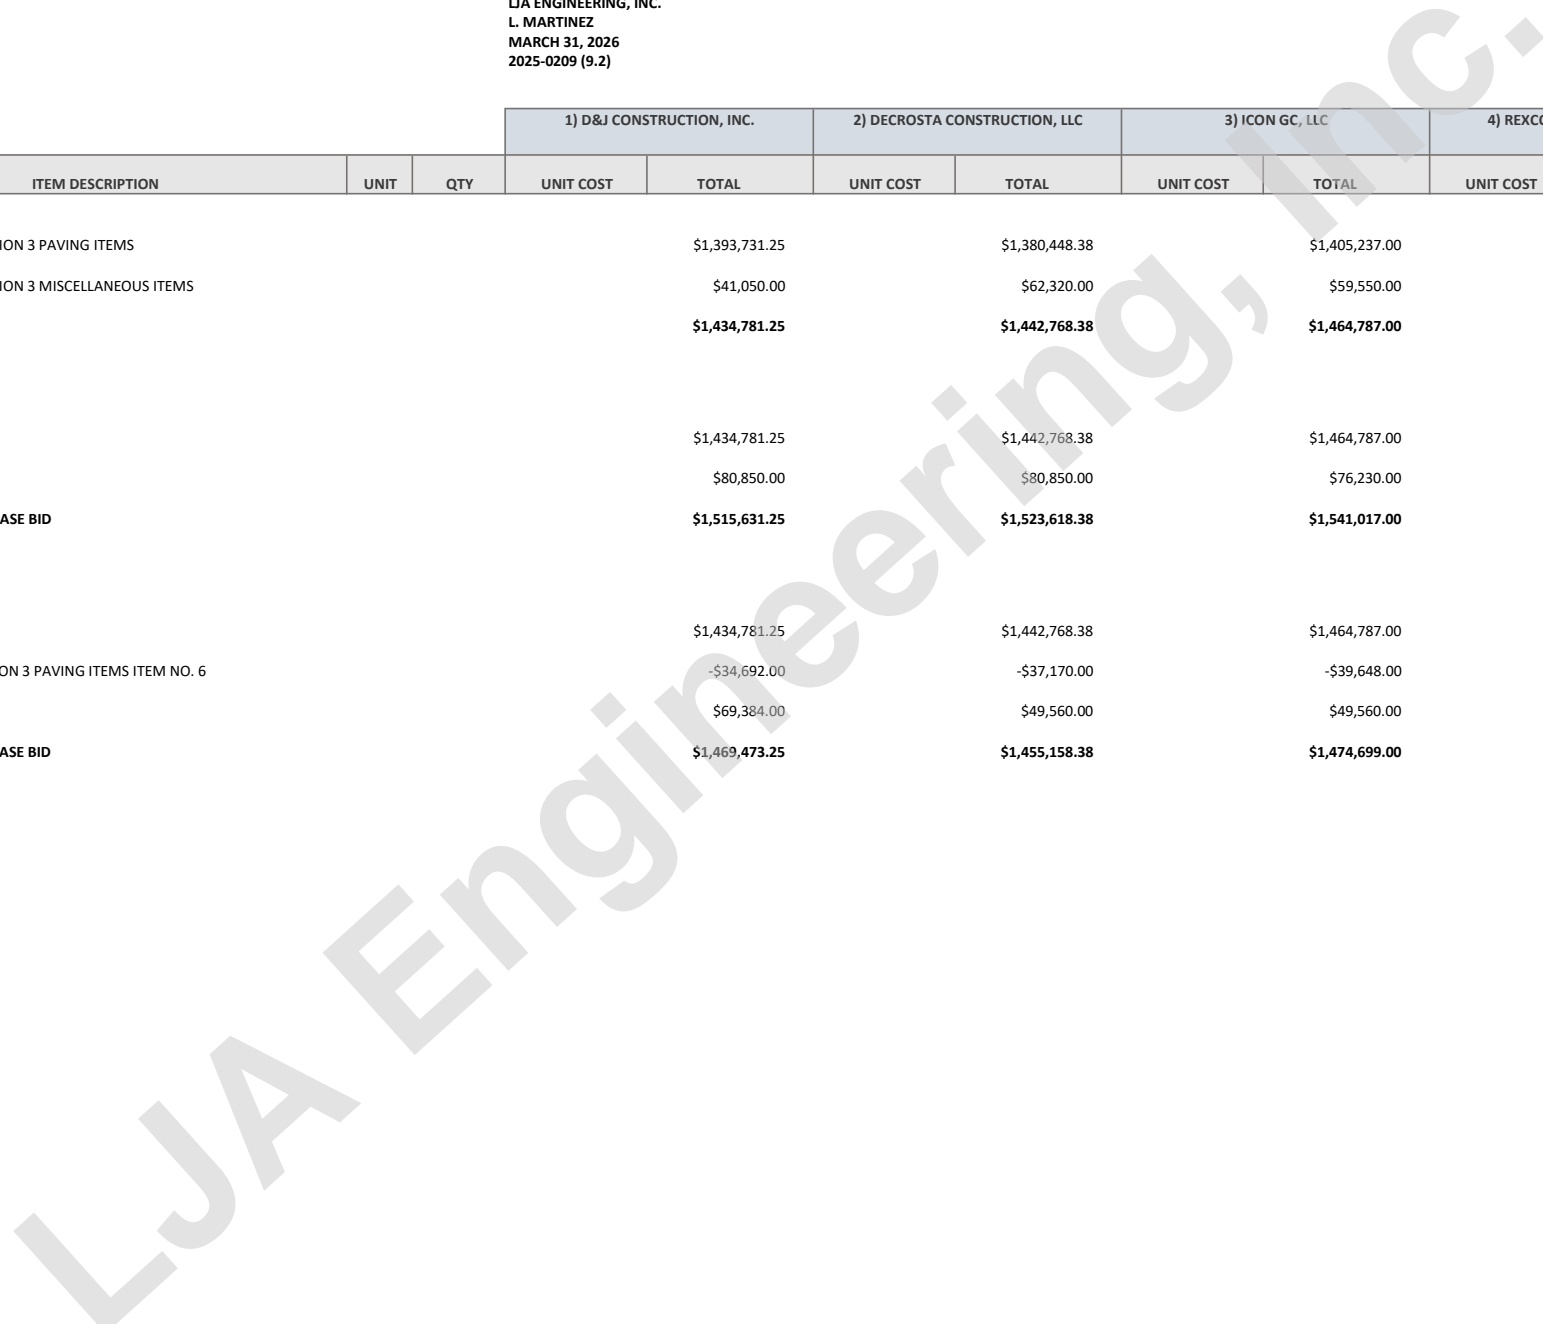 LJA ENGINEERING, INC.
L. MARTINEZ
MARCH 31, 2026
2025-0209 (9.2)
1) D&J CONSTRUCTION, INC. 2) DECROSTA CONSTRUCTION, LLC 3) ICON GC, LLC 4) REXCO
ITEM DESCRIPTION UNIT QTY UNIT COST TOTAL UNIT COST TOTAL UNIT COST TOTAL UNIT COST
ION 3 PAVING ITEMS $1,393,731.25 $1,380,448.38 $1,405,237.00
ION 3 MISCELLANEOUS ITEMS $41,050.00 $62,320.00 $59,550.00
$1,434,781.25 $1,442,768.38 $1,464,787.00
$1,434,781.25 $1,442,768.38 $1,464,787.00
$80,850.00 $80,850.00 $76,230.00
ASE BID $1,515,631.25 $1,523,618.38 $1,541,017.00
$1,434,781.25 $1,442,768.38 $1,464,787.00
ON 3 PAVING ITEMS ITEM NO. 6 -$34,692.00 -$37,170.00 -$39,648.00
$69,384.00 $49,560.00 $49,560.00
ASE BID $1,469,473.25 $1,455,158.38 $1,474,699.00
LJA Engineering, Inc.